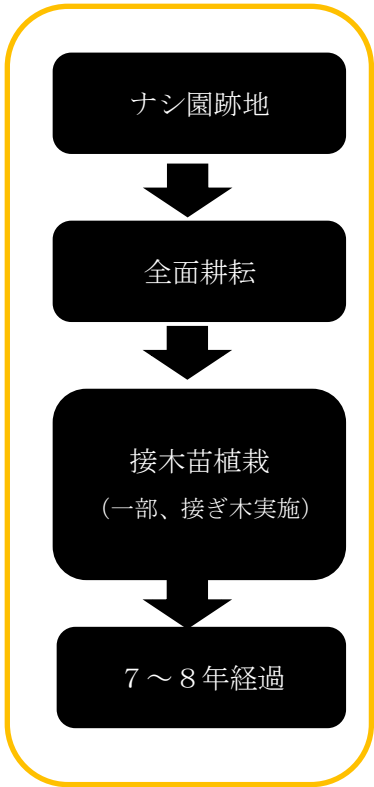 ナシ園跡地
全面耕耘
接木苗植栽
（一部、接ぎ木実施）
７～８年経過